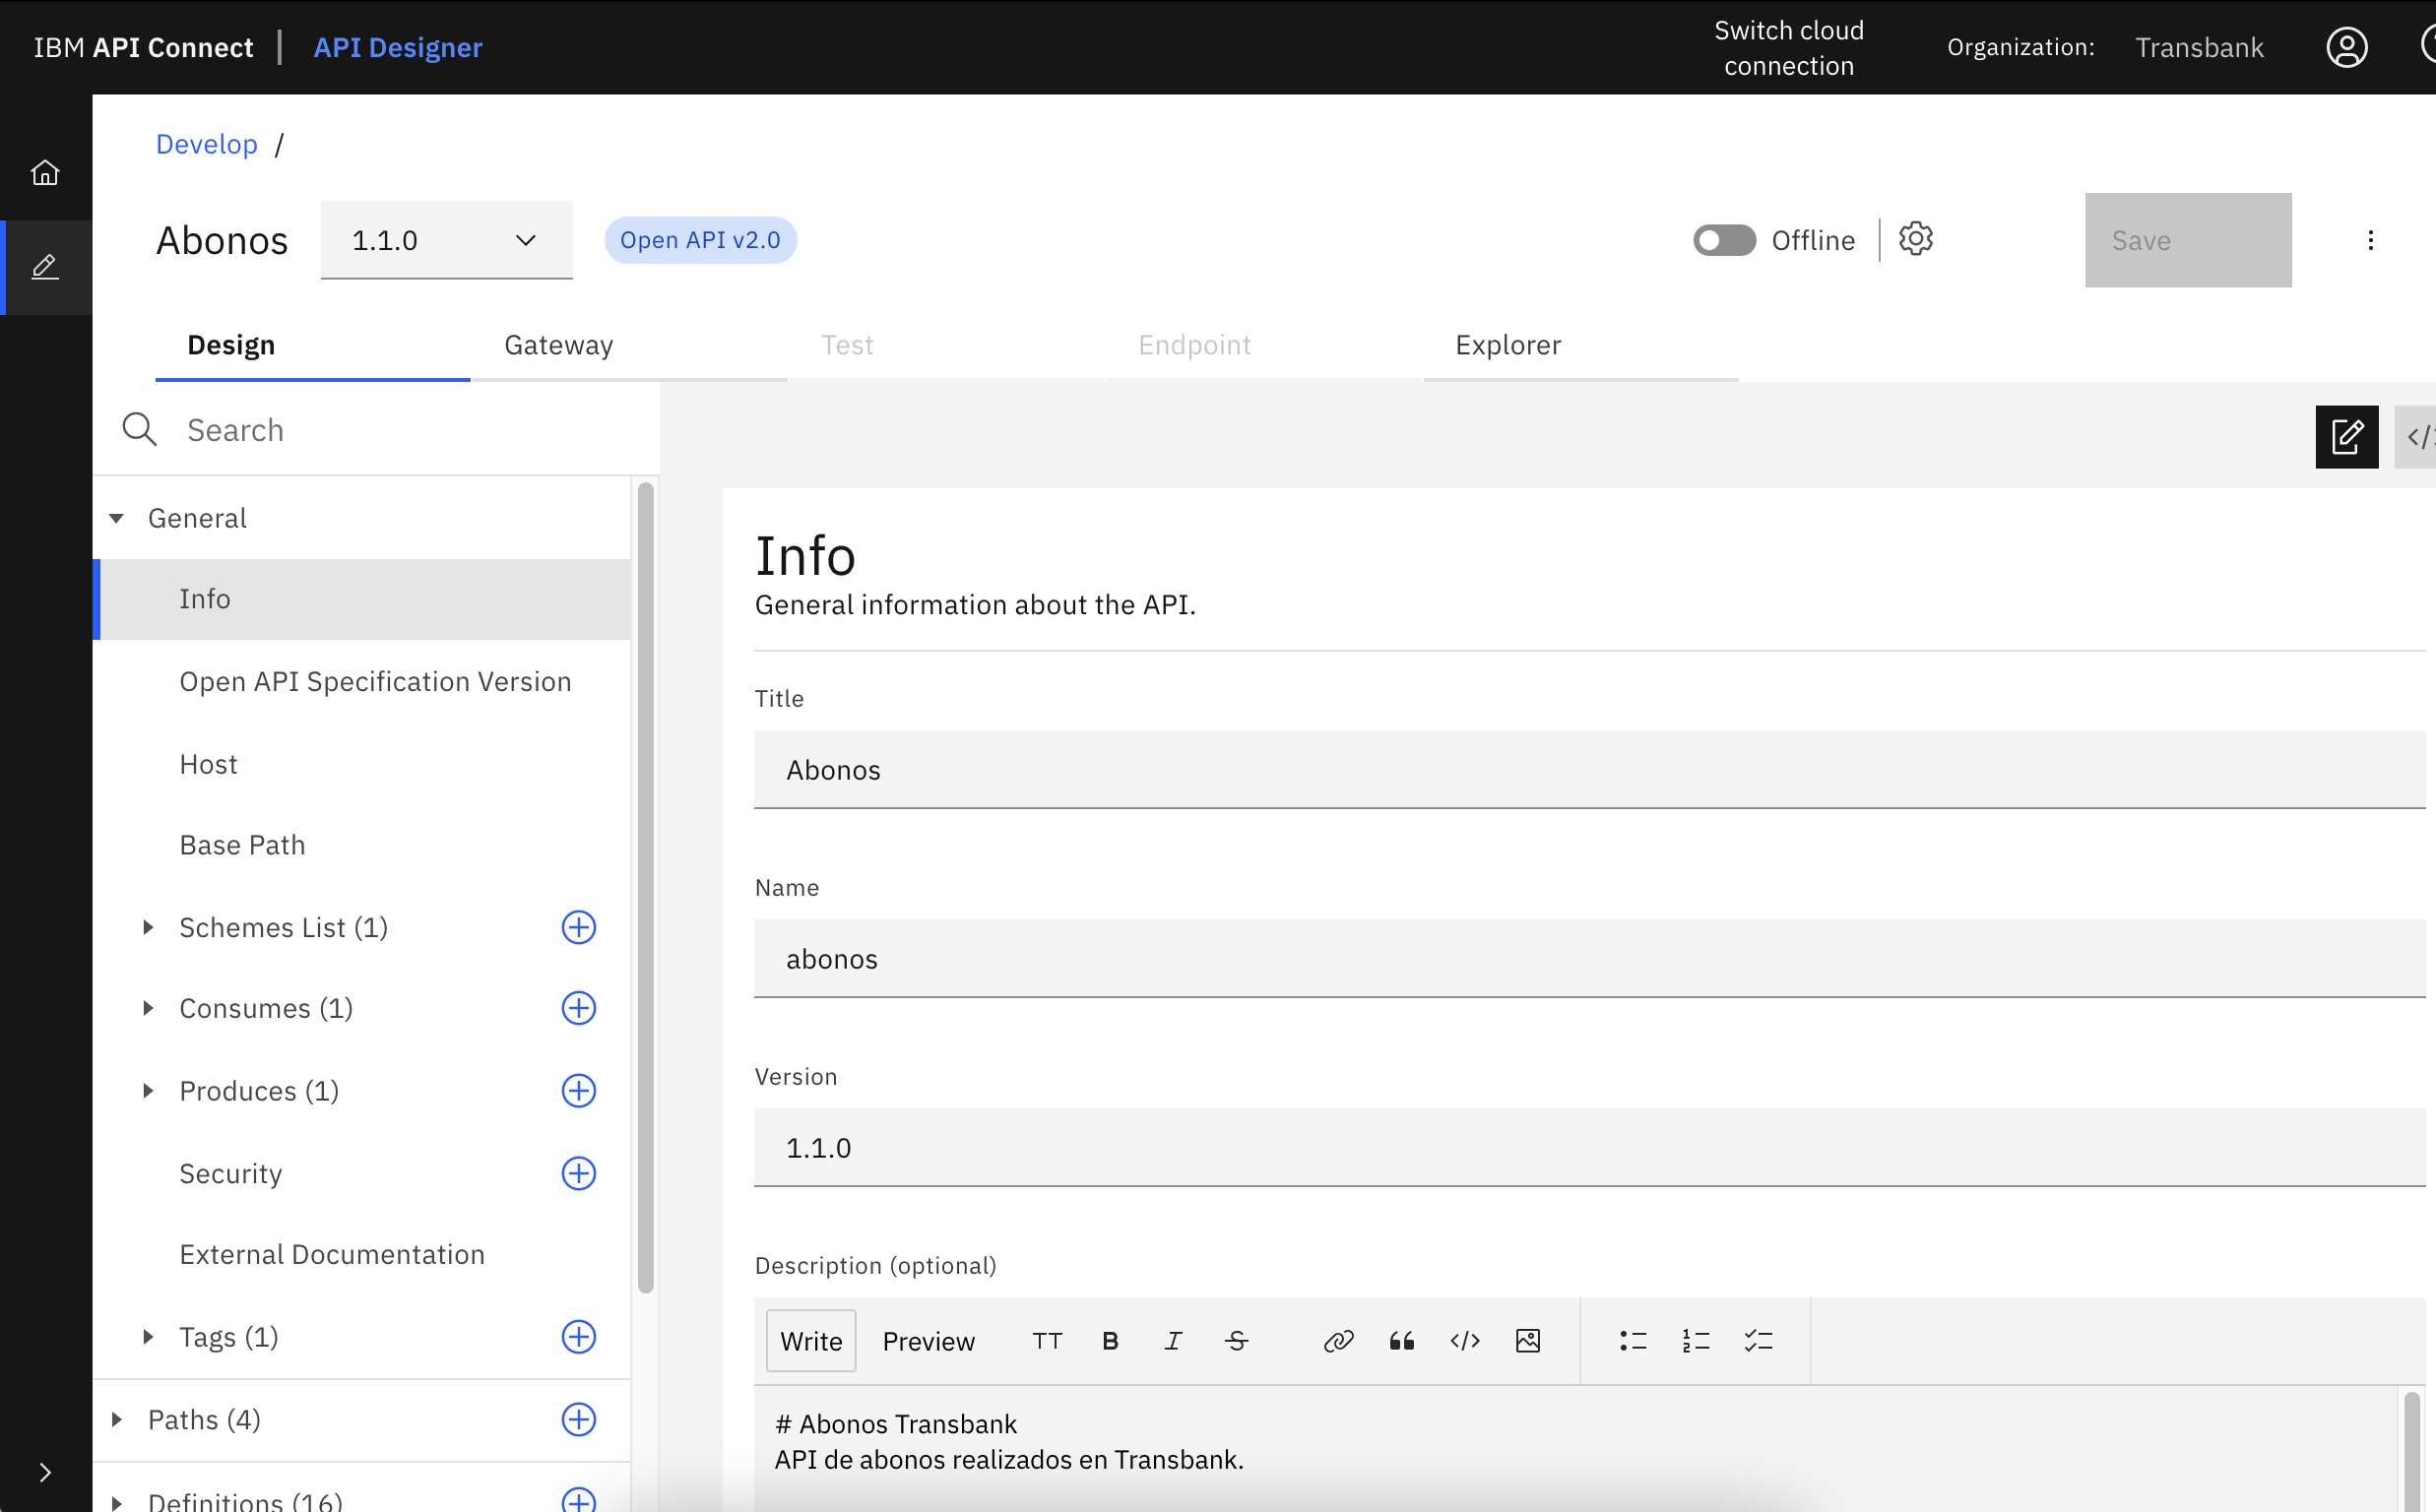 IBM API Connect | API Designer
Switch cloud
connection
Organization: Transbank
Develop /
Abonos 1.1.0 Open API v2.0 Offline Save
Design Gateway Test Endpoint Explorer
Search
General
Info
Open API Specification Version
Host
Base Path
Schemes List (1)
Consumes (1)
Produces (1)
Security
External Documentation
Tags (1)
Paths (4)
Definitions (16)
Info
General information about the API.
Title
Abonos
Name
abonos
Version
1.1.0
Description (optional)
Write Preview TT B I S
# Abonos Transbank
API de abonos realizados en Transbank.